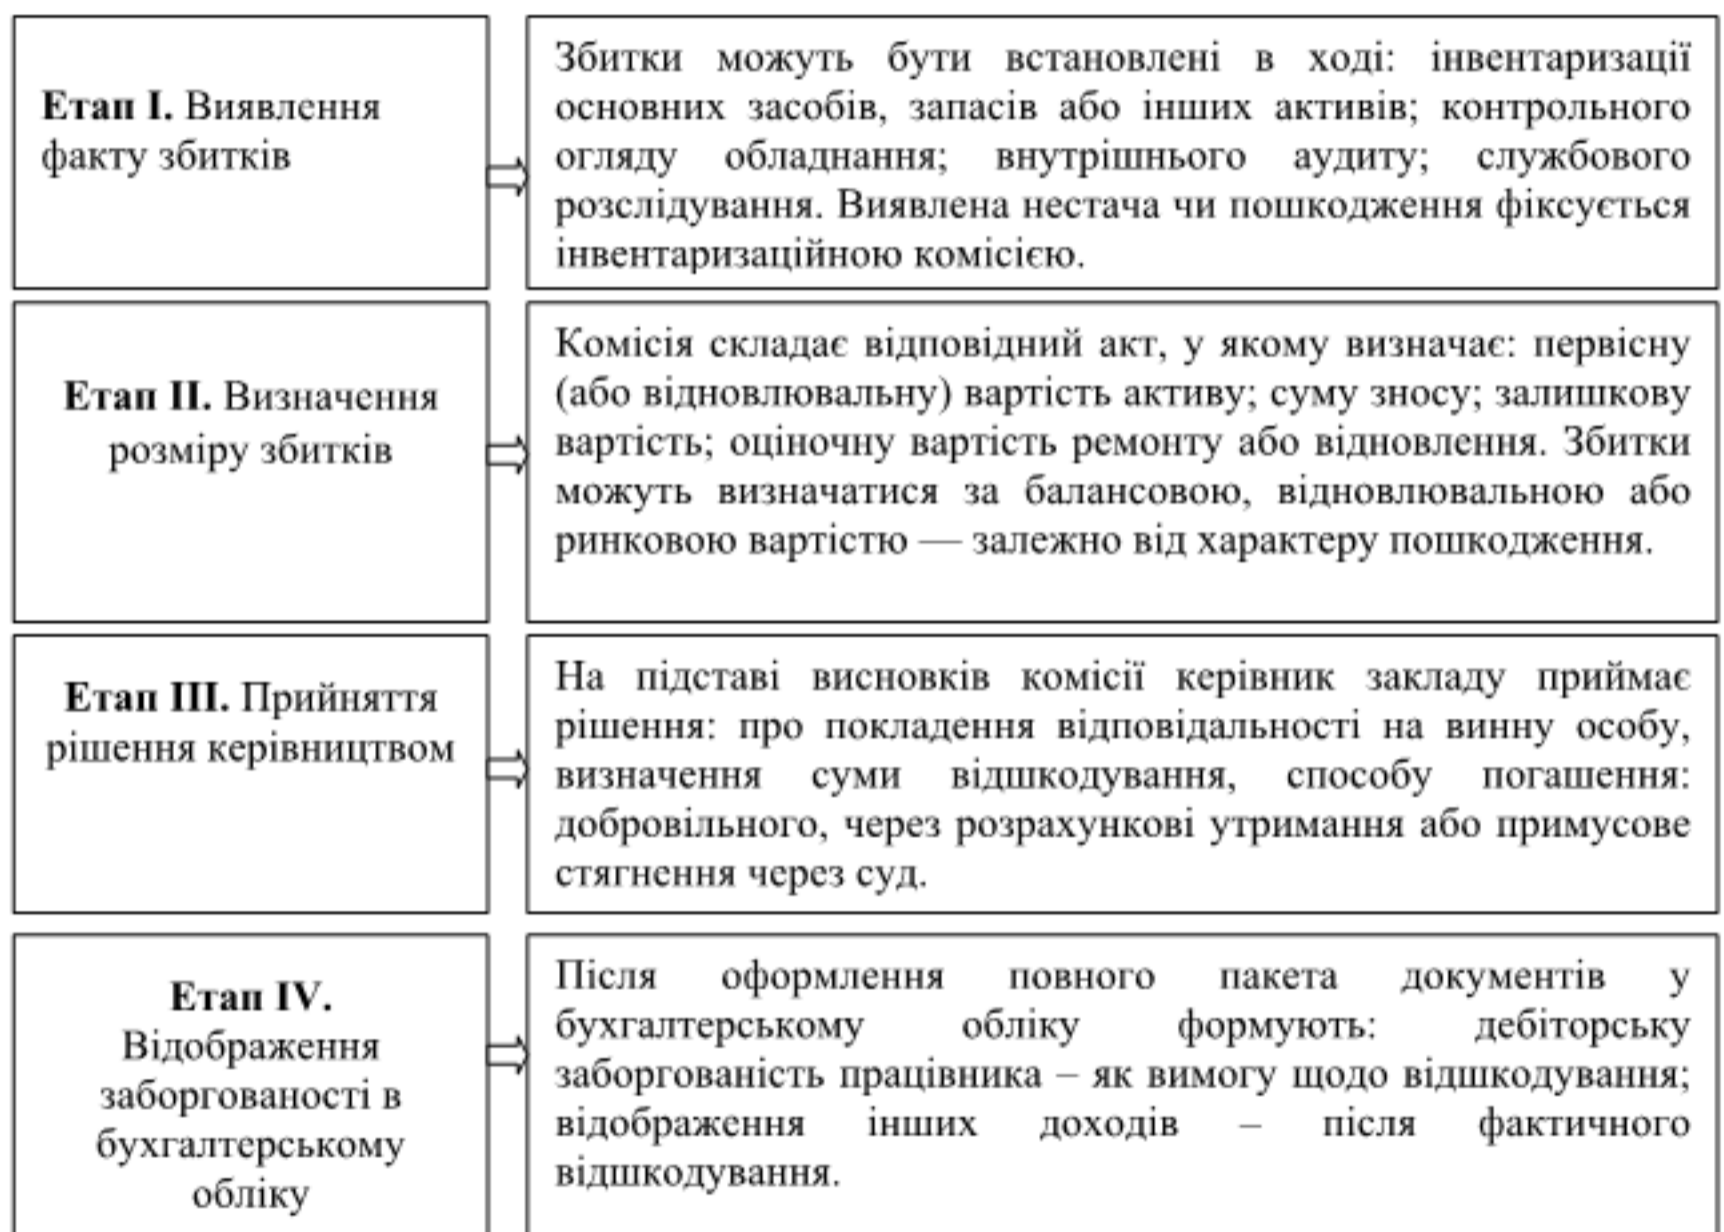 Етап I. Виявлення
факту збитків
Збитки можуть бути встановлені в ході: інвентаризації
основних засобів, запасів або інших активів; контрольного
огляду обладнання; внутрішнього аудиту; службового
розслідування. Виявлена нестача чи пошкодження фіксується
інвентаризаційною комісією.
Етап II. Визначення
розміру збитків
Комісія складає відповідний акт, у якому визначає: первісну
(або відновлювальну) вартість активу; суму зносу; залишкову
вартість; оціночну вартість ремонту або відновлення. Збитки
можуть визначатися за балансовою, відновлювальною або
ринковою вартістю — залежно від характеру пошкодження.
Етап III. Прийняття
рішення керівництвом
На підставі висновків комісії керівник закладу приймає
рішення: про покладення відповідальності на винну особу,
визначення суми відшкодування, способу погашення:
добровільного, через розрахункові утримання або примусове
стягнення через суд.
Етап IV.
Відображення
заборгованості в
бухгалтерському
обліку
Після оформлення повного пакета документів у
бухгалтерському обліку формують: дебіторську
заборгованість працівника – як вимогу щодо відшкодування;
відображення інших доходів – після фактичного
відшкодування.